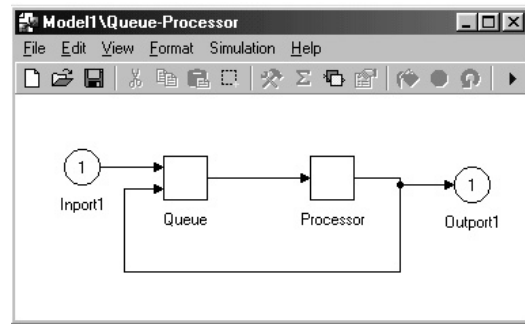 Model1\Queue-Processor
File Edit View Format Simulation Help
1
Inport1
Queue
Processor
1
Outport1